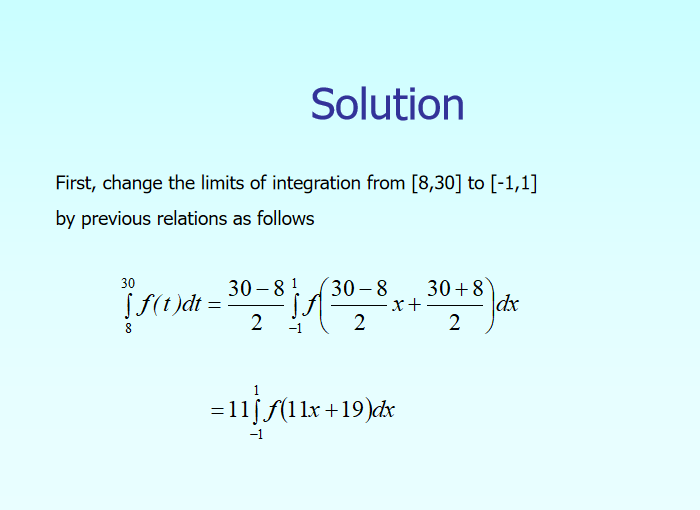 Solution
First, change the limits of integration from [8,30] to [-1,1]
by previous relations as follows
\int_{8}^{30} f(t)dt = \frac{30-8}{2} \int_{-1}^{1} f\left(\frac{30-8}{2}x+\frac{30+8}{2}\right)dx
=11\int_{-1}^{1} f(11x+19)dx